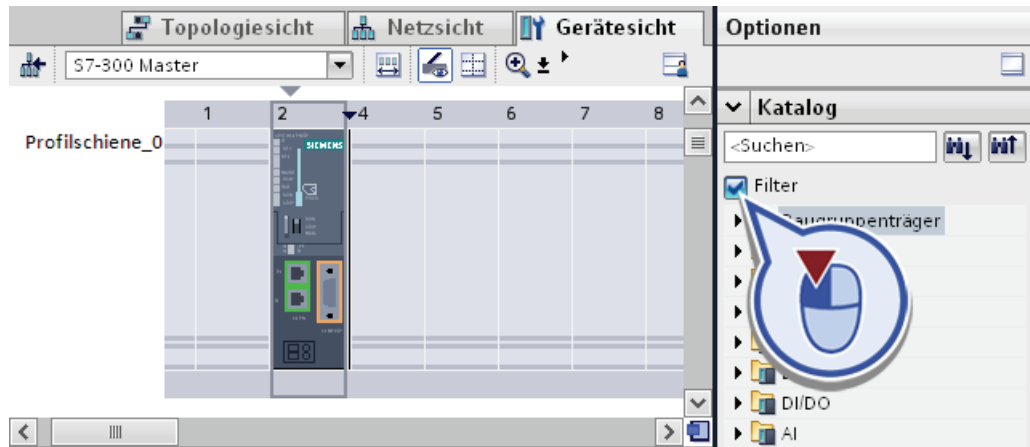 Topologiesicht Netzsicht Gerätesicht Optionen
S7-300 Master
Katalog
1 2 4 5 6 7 8
Profilschiene_0
SIEMENS
<Suchen>
Filter
Baugruppenträger
DI/DO
AI